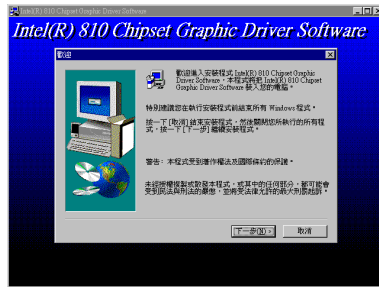 Intel(R) 810 Chipset Graphic Driver Software
Intel(R) 810 Chipset Graphic Driver Software
歡迎
歡迎進入安裝程式 Intel(R) 810 Chipset Graphic
Driver Software。本程式將把 Intel(R) 810 Chipset
Graphic Driver Software 裝入您的電腦。
特別建議您在執行安裝程式前結束所有 Windows 程式。
按一下 [取消] 結束安裝程式，然後關閉您所執行的所有程
式。按一下 [下一步] 繼續安裝程式。
警告: 本程式受到著作權法及國際條約的保護。
未經授權複製或散發本程式，或其中的任何部分，都可能會
受到民法與刑法的嚴懲，並將受法律允許的最大刑罰起訴。
下一步(N) >
取消